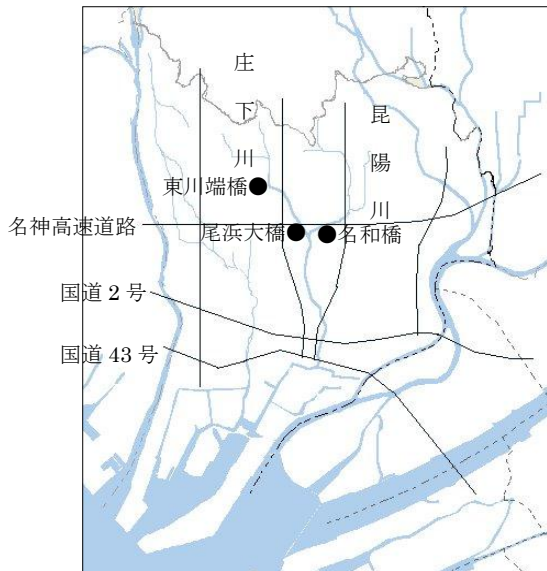 庄下川
昆陽川
東川端橋
名神高速道路
尾浜大橋
名和橋
国道 2 号
国道 43 号